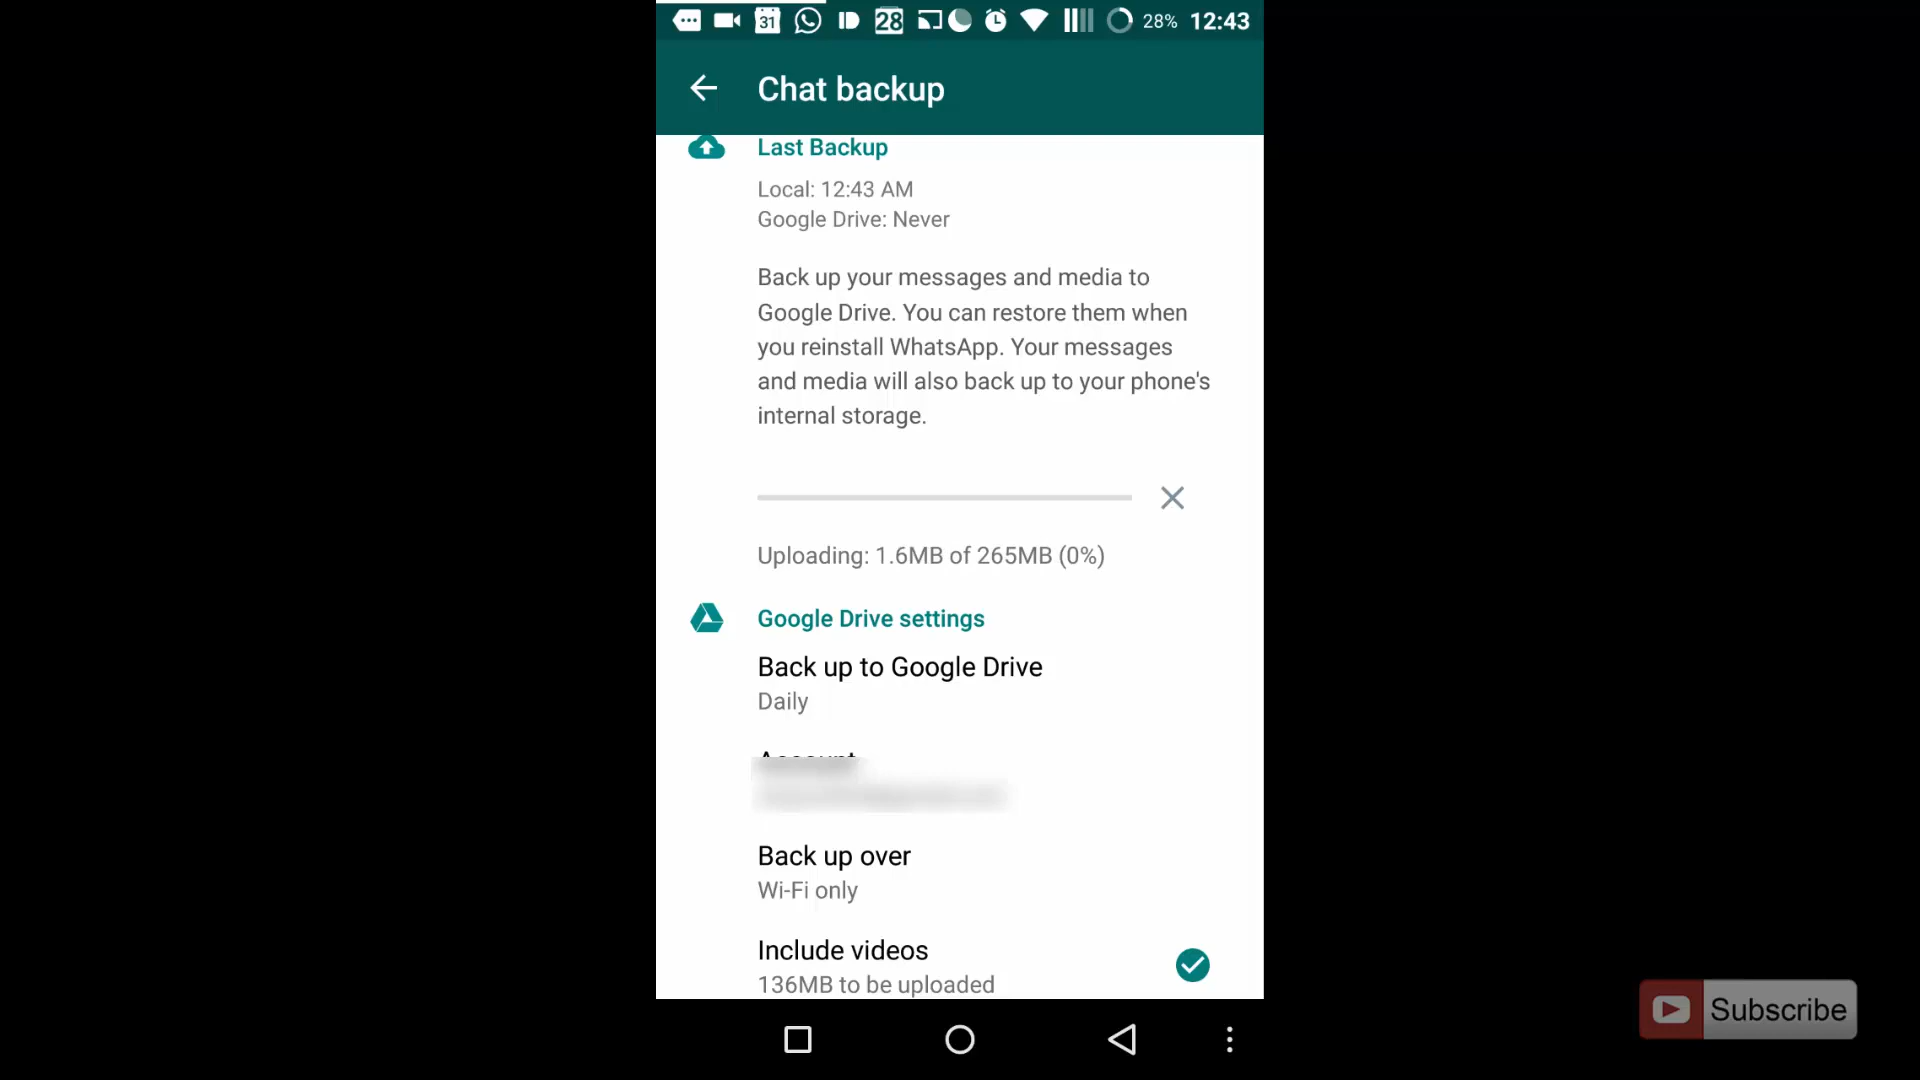 31
28
28%
12:43
Chat backup
Last Backup
Local: 12:43 AM
Google Drive: Never
Back up your messages and media to
Google Drive. You can restore them when
you reinstall WhatsApp. Your messages
and media will also back up to your phone's
internal storage.
Uploading: 1.6MB of 265MB (0%)
Google Drive settings
Back up to Google Drive
Daily
Account
Back up over
Wi-Fi only
Include videos
136MB to be uploaded
Subscribe